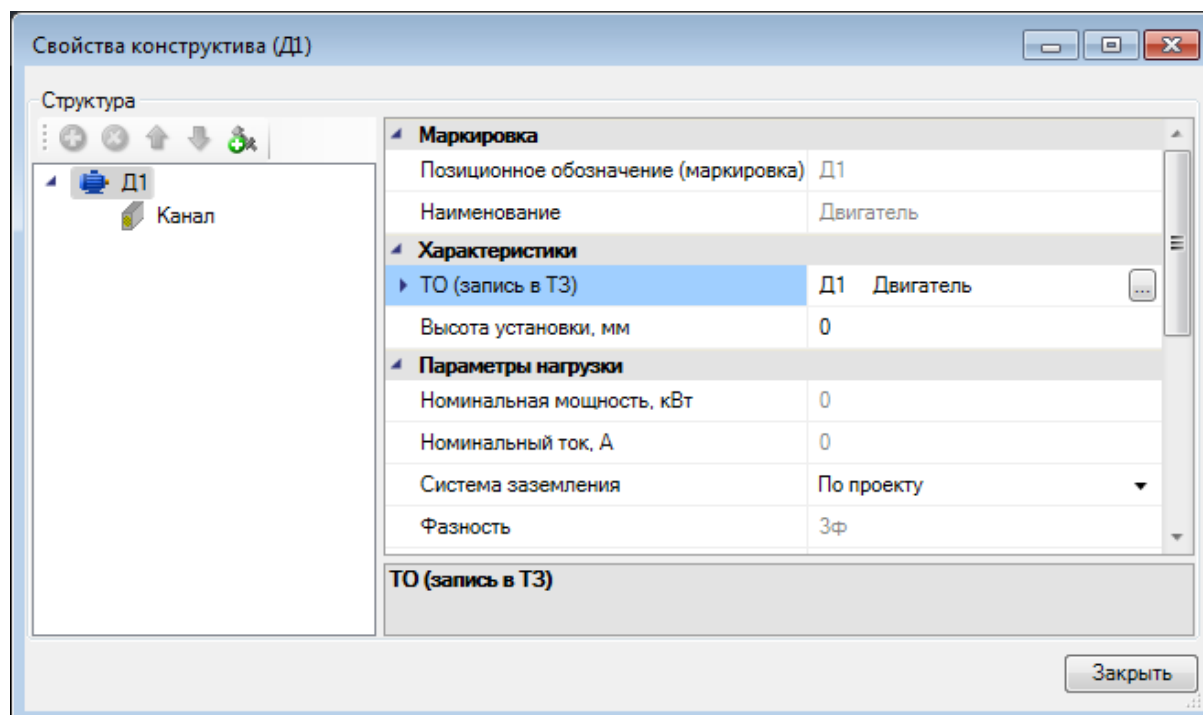 Свойства конструктива (Д1)
Структура
Д1
Канал
Маркировка
Позиционное обозначение (маркировка) Д1
Наименование Двигатель
Характеристики
ТО (запись в ТЗ) Д1 Двигатель ...
Высота установки, мм 0
Параметры нагрузки
Номинальная мощность, кВт 0
Номинальный ток, А 0
Система заземления По проекту
Фазность 3ф
ТО (запись в ТЗ)
Закрыть